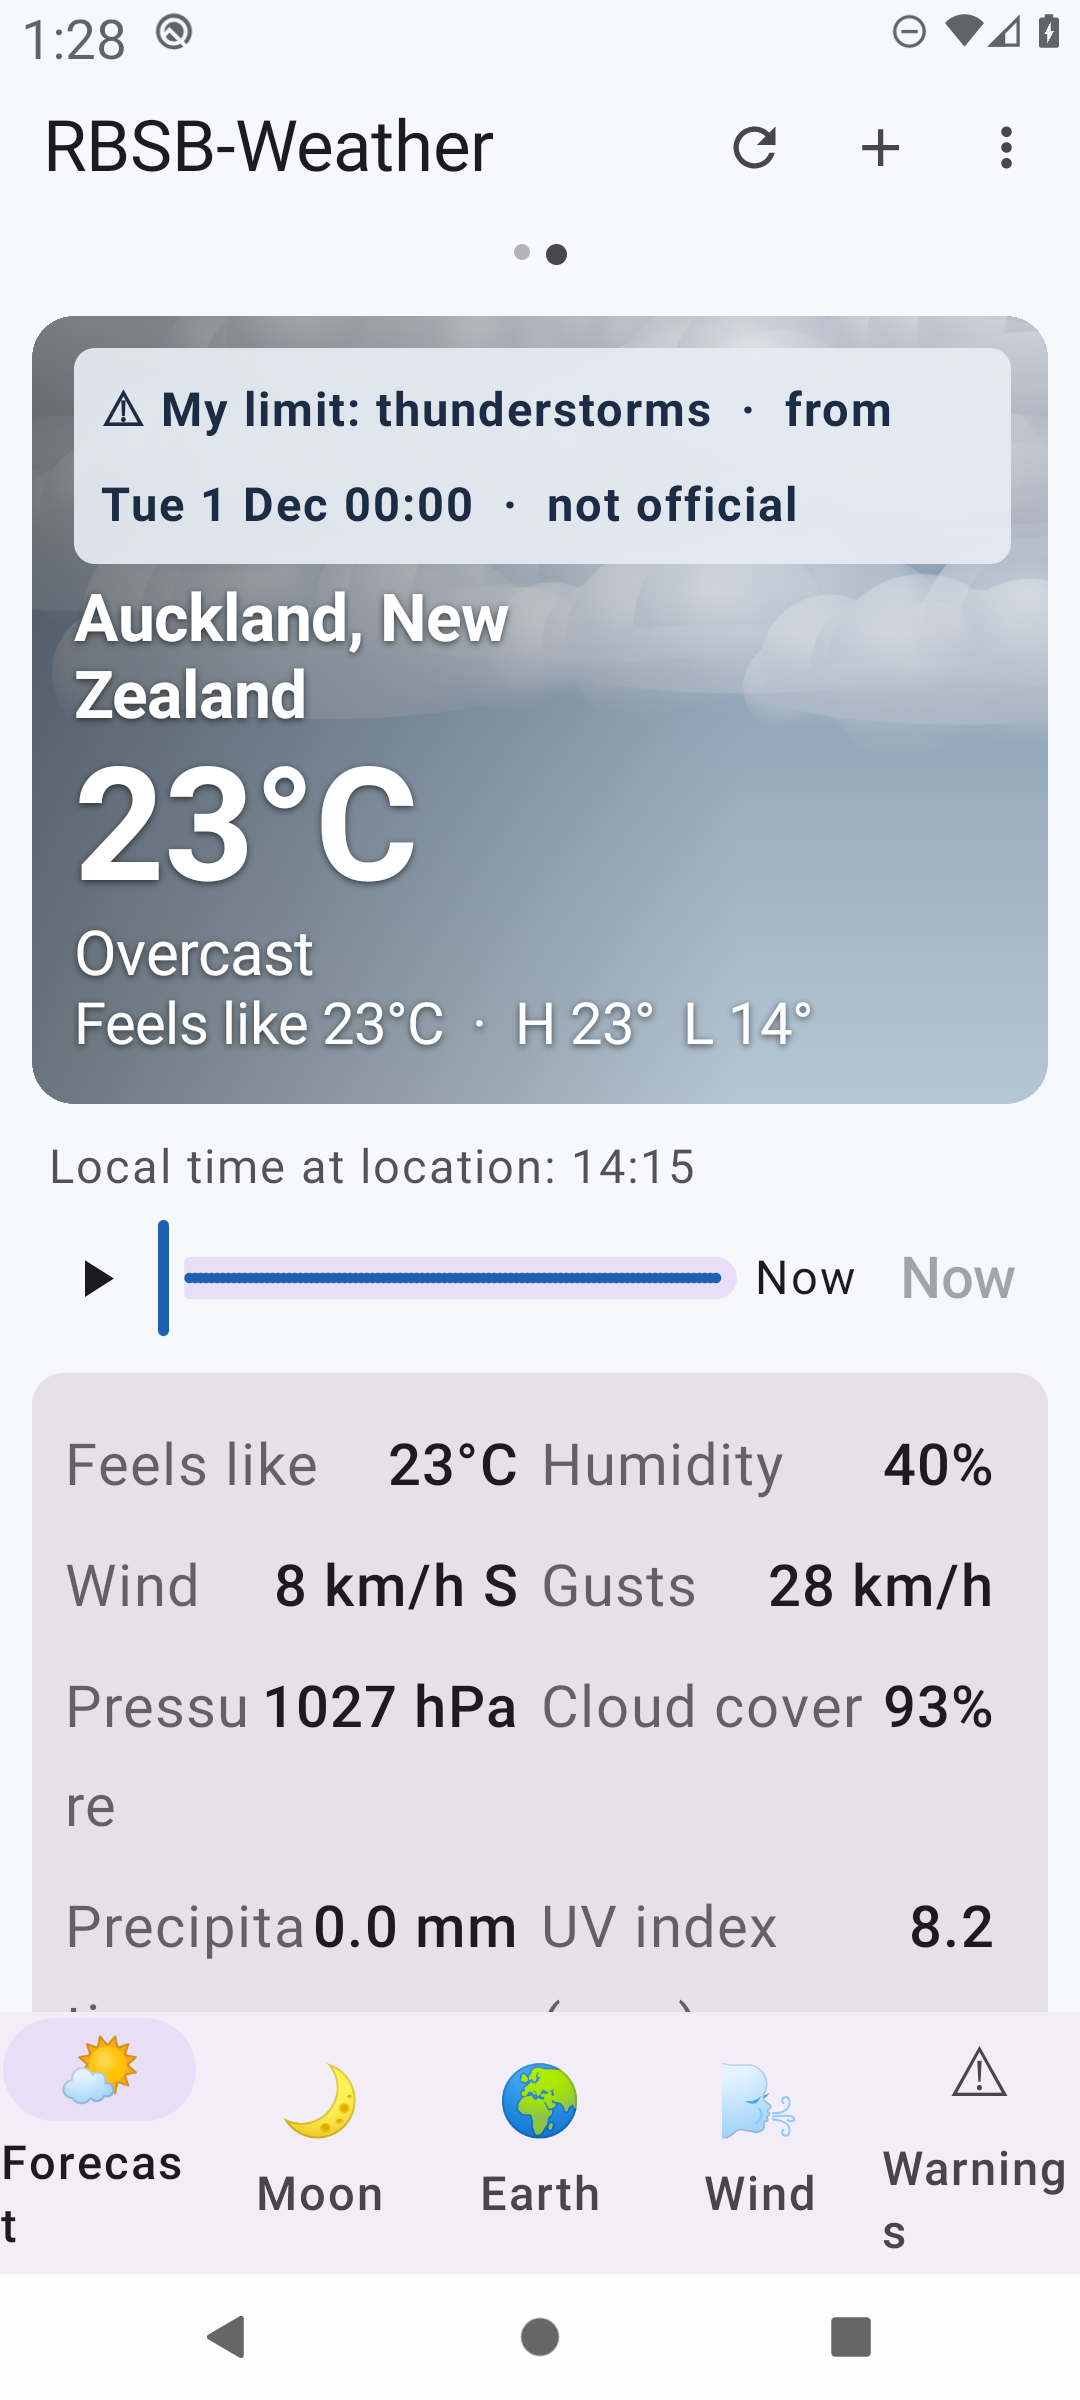 1:28
RBSB-Weather
⚠ My limit: thunderstorms · from
Tue 1 Dec 00:00 · not official
Auckland, New
Zealand
23°C
Overcast
Feels like 23°C · H 23° L 14°
Local time at location: 14:15
Now Now
Feels like 23°C Humidity 40%
Wind 8 km/h S Gusts 28 km/h
Pressu 1027 hPa Cloud cover 93%
re
Precipita 0.0 mm UV index 8.2
Forecas
t
Moon
Earth
Wind
Warning
s